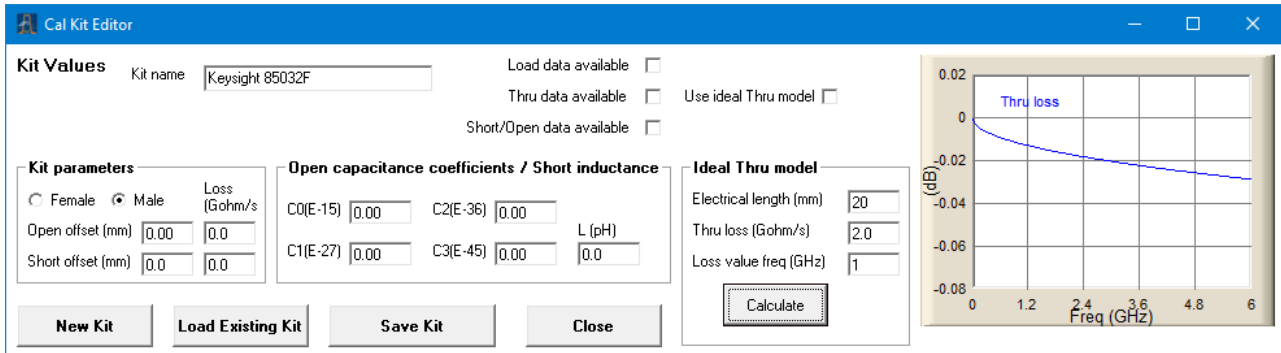 Cal Kit Editor
Kit Values
Kit name
Keysight 85032F
Load data available
Thru data available
Use ideal Thru model
Short/Open data available
Kit parameters
Female Male
Loss
(Gohm/s
Open offset (mm) 0.00 0.0
Short offset (mm) 0.0 0.0
Open capacitance coefficients / Short inductance
C0(E-15) 0.00 C2(E-36) 0.00
L (pH)
C1(E-27) 0.00 C3(E-45) 0.00 0.0
Ideal Thru model
Electrical length (mm) 20
Thru loss (Gohm/s) 2.0
Loss value freq (GHz) 1
Calculate
New Kit
Load Existing Kit
Save Kit
Close
Thru loss
(dB)
0.02
0
-0.02
-0.04
-0.06
-0.08
0 1.2 2.4 3.6 4.8 6
Freq (GHz)